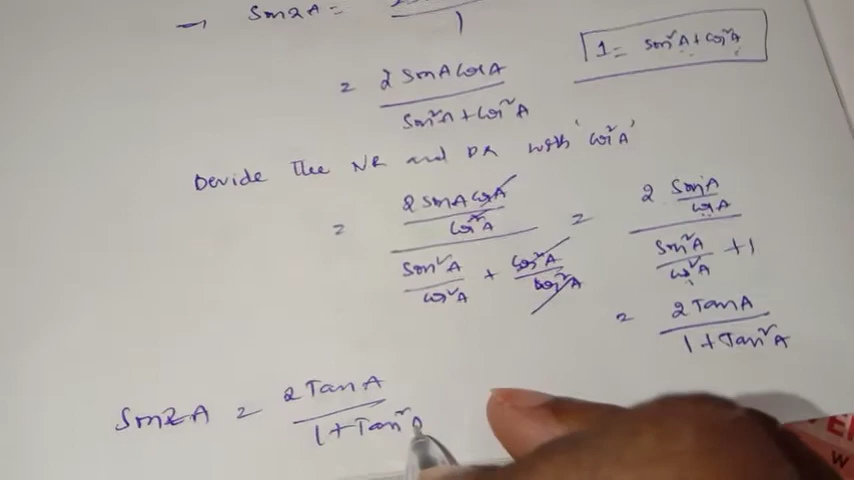 → Sin2A =
1
1 = Sin²A + Cos²A
= 2 SinA CosA / Sin²A + Cos²A
Devide The NR and DR with 'Cos²A'
= 2 SinA CosA / Cos²A / Sin²A / Cos²A + Cos²A / Cos²A = 2 SinA / CosA / Sin²A / Cos²A + 1
= 2 TanA / 1 + Tan²A
Sin2A = 2 TanA / 1 + Tan²A
W